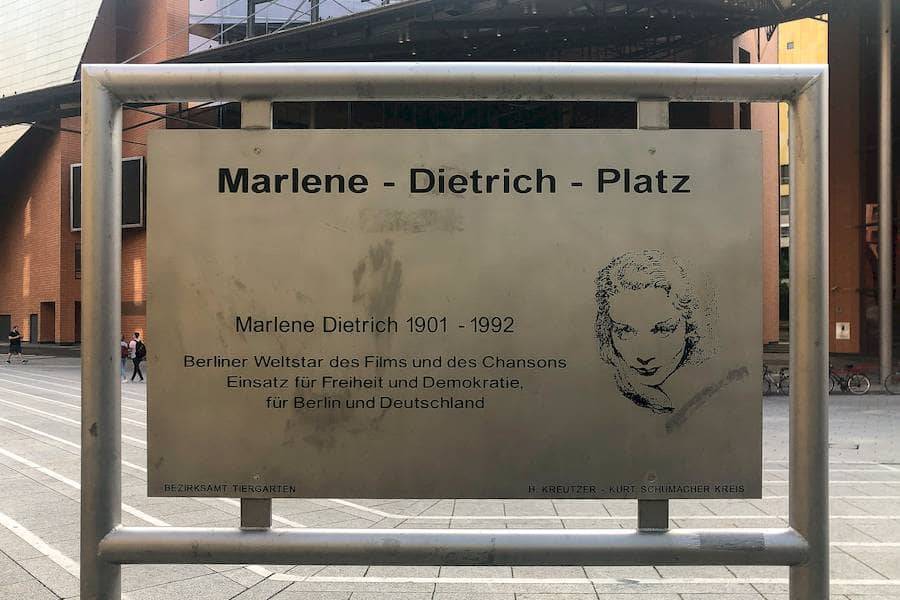 Marlene - Dietrich - Platz
Marlene Dietrich 1901 - 1992
Berliner Weltstar des Films und des Chansons
Einsatz für Freiheit und Demokratie,
für Berlin und Deutschland
BEZIRKSAMT TIERGARTEN
H. KREUTZER - KURT SCHUMACHER KREIS